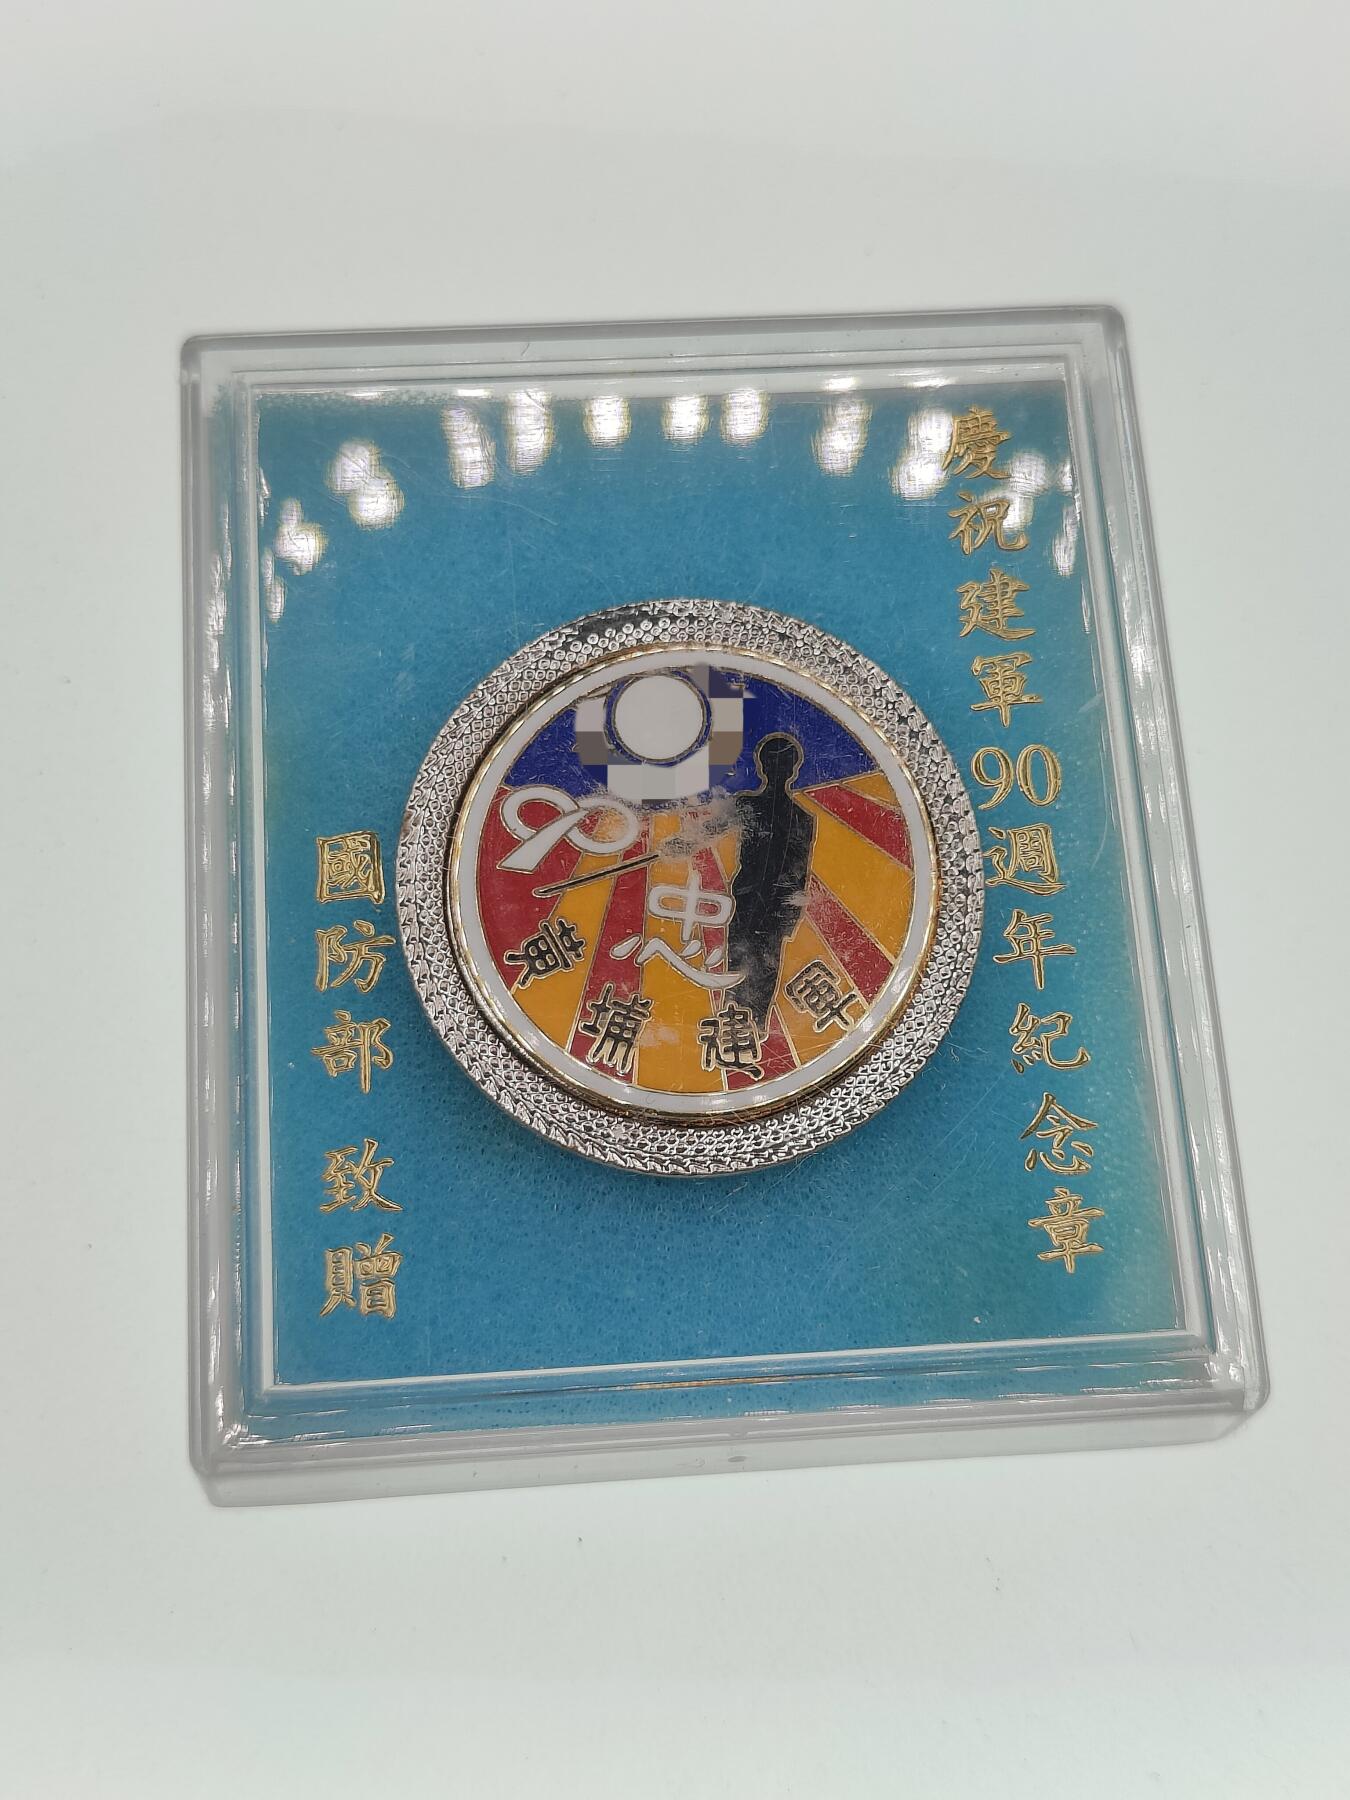 慶祝建軍90週年紀念章
國防部 致贈
90
忠
黃埔建軍